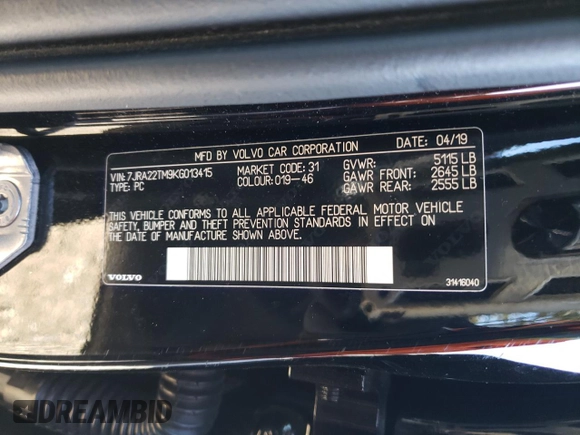 MFD BY VOLVO CAR CORPORATION DATE: 04/19
VIN:7JRA22TM9KG013415 MARKET CODE: 31 GVWR: 5115 LB
TYPE: PC COLOUR:019-46 GAWR FRONT: 2645 LB
GAWR REAR: 2555 LB
THIS VEHICLE CONFORMS TO ALL APPLICABLE FEDERAL MOTOR VEHICLE
SAFETY, BUMPER AND THEFT PREVENTION STANDARDS IN EFFECT ON
THE DATE OF MANUFACTURE SHOWN ABOVE.
VOLVO 31416040
DREAMBID